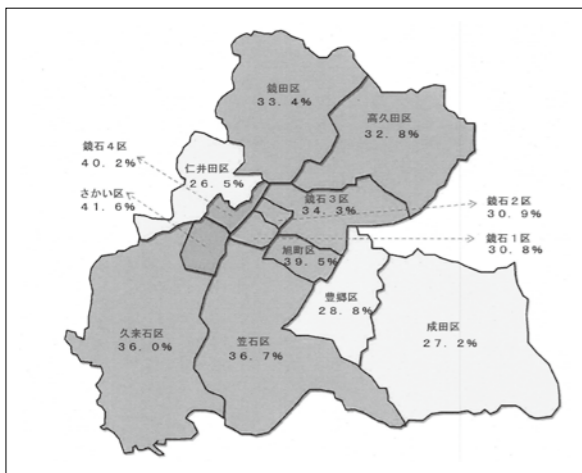 鏡田区
33. 4%
高久田区
32. 8%
鏡石4区
40. 2%
仁井田区
26. 5%
さかい区
41. 6%
鏡石3区
34. 3%
鏡石2区
30. 9%
鏡石1区
30. 8%
旭町区
39. 5%
豊郷区
28. 8%
成田区
27. 2%
久来石区
36. 0%
笠石区
36. 7%